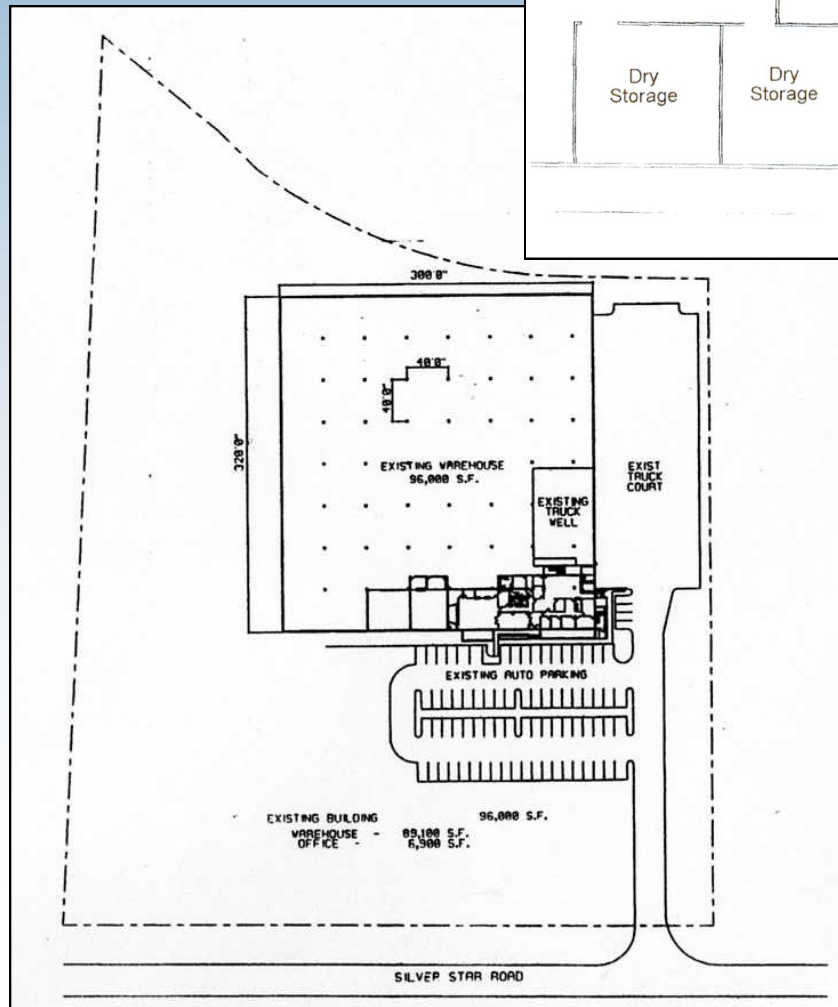 Dry
Storage
Dry
Storage
300'0"
40'0"
40'0"
320'0"
EXISTING WAREHOUSE
96,000 S.F.
EXISTING
TRUCK
WELL
EXIST
TRUCK
COURT
EXISTING AUTO PARKING
EXISTING BUILDING 96,000 S.F.
WAREHOUSE - 89,100 S.F.
OFFICE - 6,900 S.F.
SILVER STAR ROAD